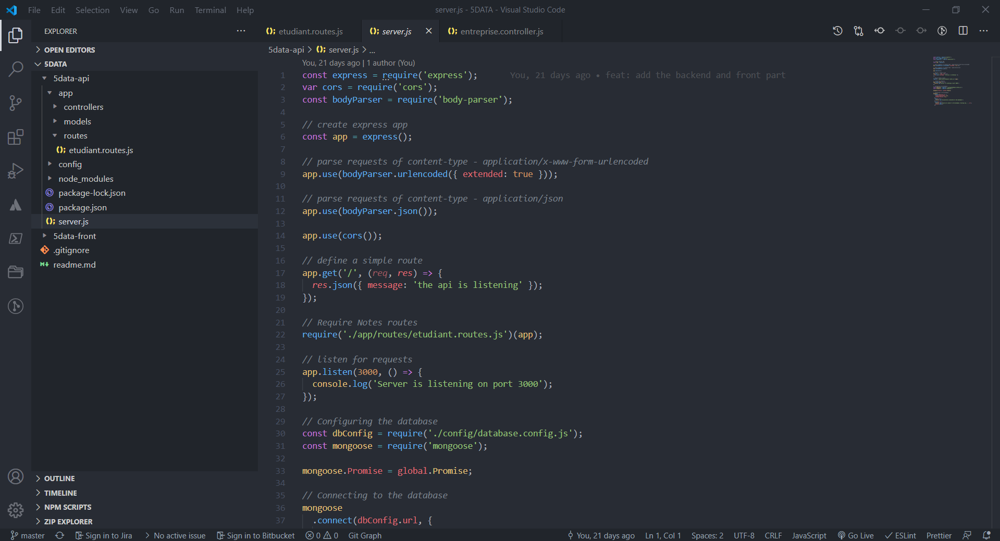 File Edit Selection View Go Run Terminal Help
server.js - 5DATA - Visual Studio Code
EXPLORER
OPEN EDITORS
5DATA
5data-api
app
controllers
models
routes
etudiant.routes.js
config
node_modules
package-lock.json
package.json
server.js
5data-front
.gitignore
readme.md
OUTLINE
TIMELINE
NPM SCRIPTS
ZIP EXPLORER
etudiant.routes.js
server.js
entreprise.controller.js
5data-api > server.js > ...
You, 21 days ago | 1 author (You)
1 const express = require('express'); You, 21 days ago • feat: add the backend and front part
2 var cors = require('cors');
3 const bodyParser = require('body-parser');
4
5 // create express app
6 const app = express();
7
8 // parse requests of content-type - application/x-www-form-urlencoded
9 app.use(bodyParser.urlencoded({ extended: true }));
10
11 // parse requests of content-type - application/json
12 app.use(bodyParser.json());
13
14 app.use(cors());
15
16 // define a simple route
17 app.get('/', (req, res) => {
18 res.json({ message: 'the api is listening' });
19 });
20
21 // Require Notes routes
22 require('./app/routes/etudiant.routes.js')(app);
23
24 // listen for requests
25 app.listen(3000, () => {
26 console.log('Server is listening on port 3000');
27 });
28
29 // Configuring the database
30 const dbConfig = require('./config/database.config.js');
31 const mongoose = require('mongoose');
32
33 mongoose.Promise = global.Promise;
34
35 // Connecting to the database
36 mongoose
37 .connect(dbConfig.url, {
master Sign in to Jira No active issue Sign in to Bitbucket 0 0 Git Graph You, 21 days ago Ln 1, Col 1 Spaces: 2 UTF-8 CRLF JavaScript Go Live ESLint Prettier